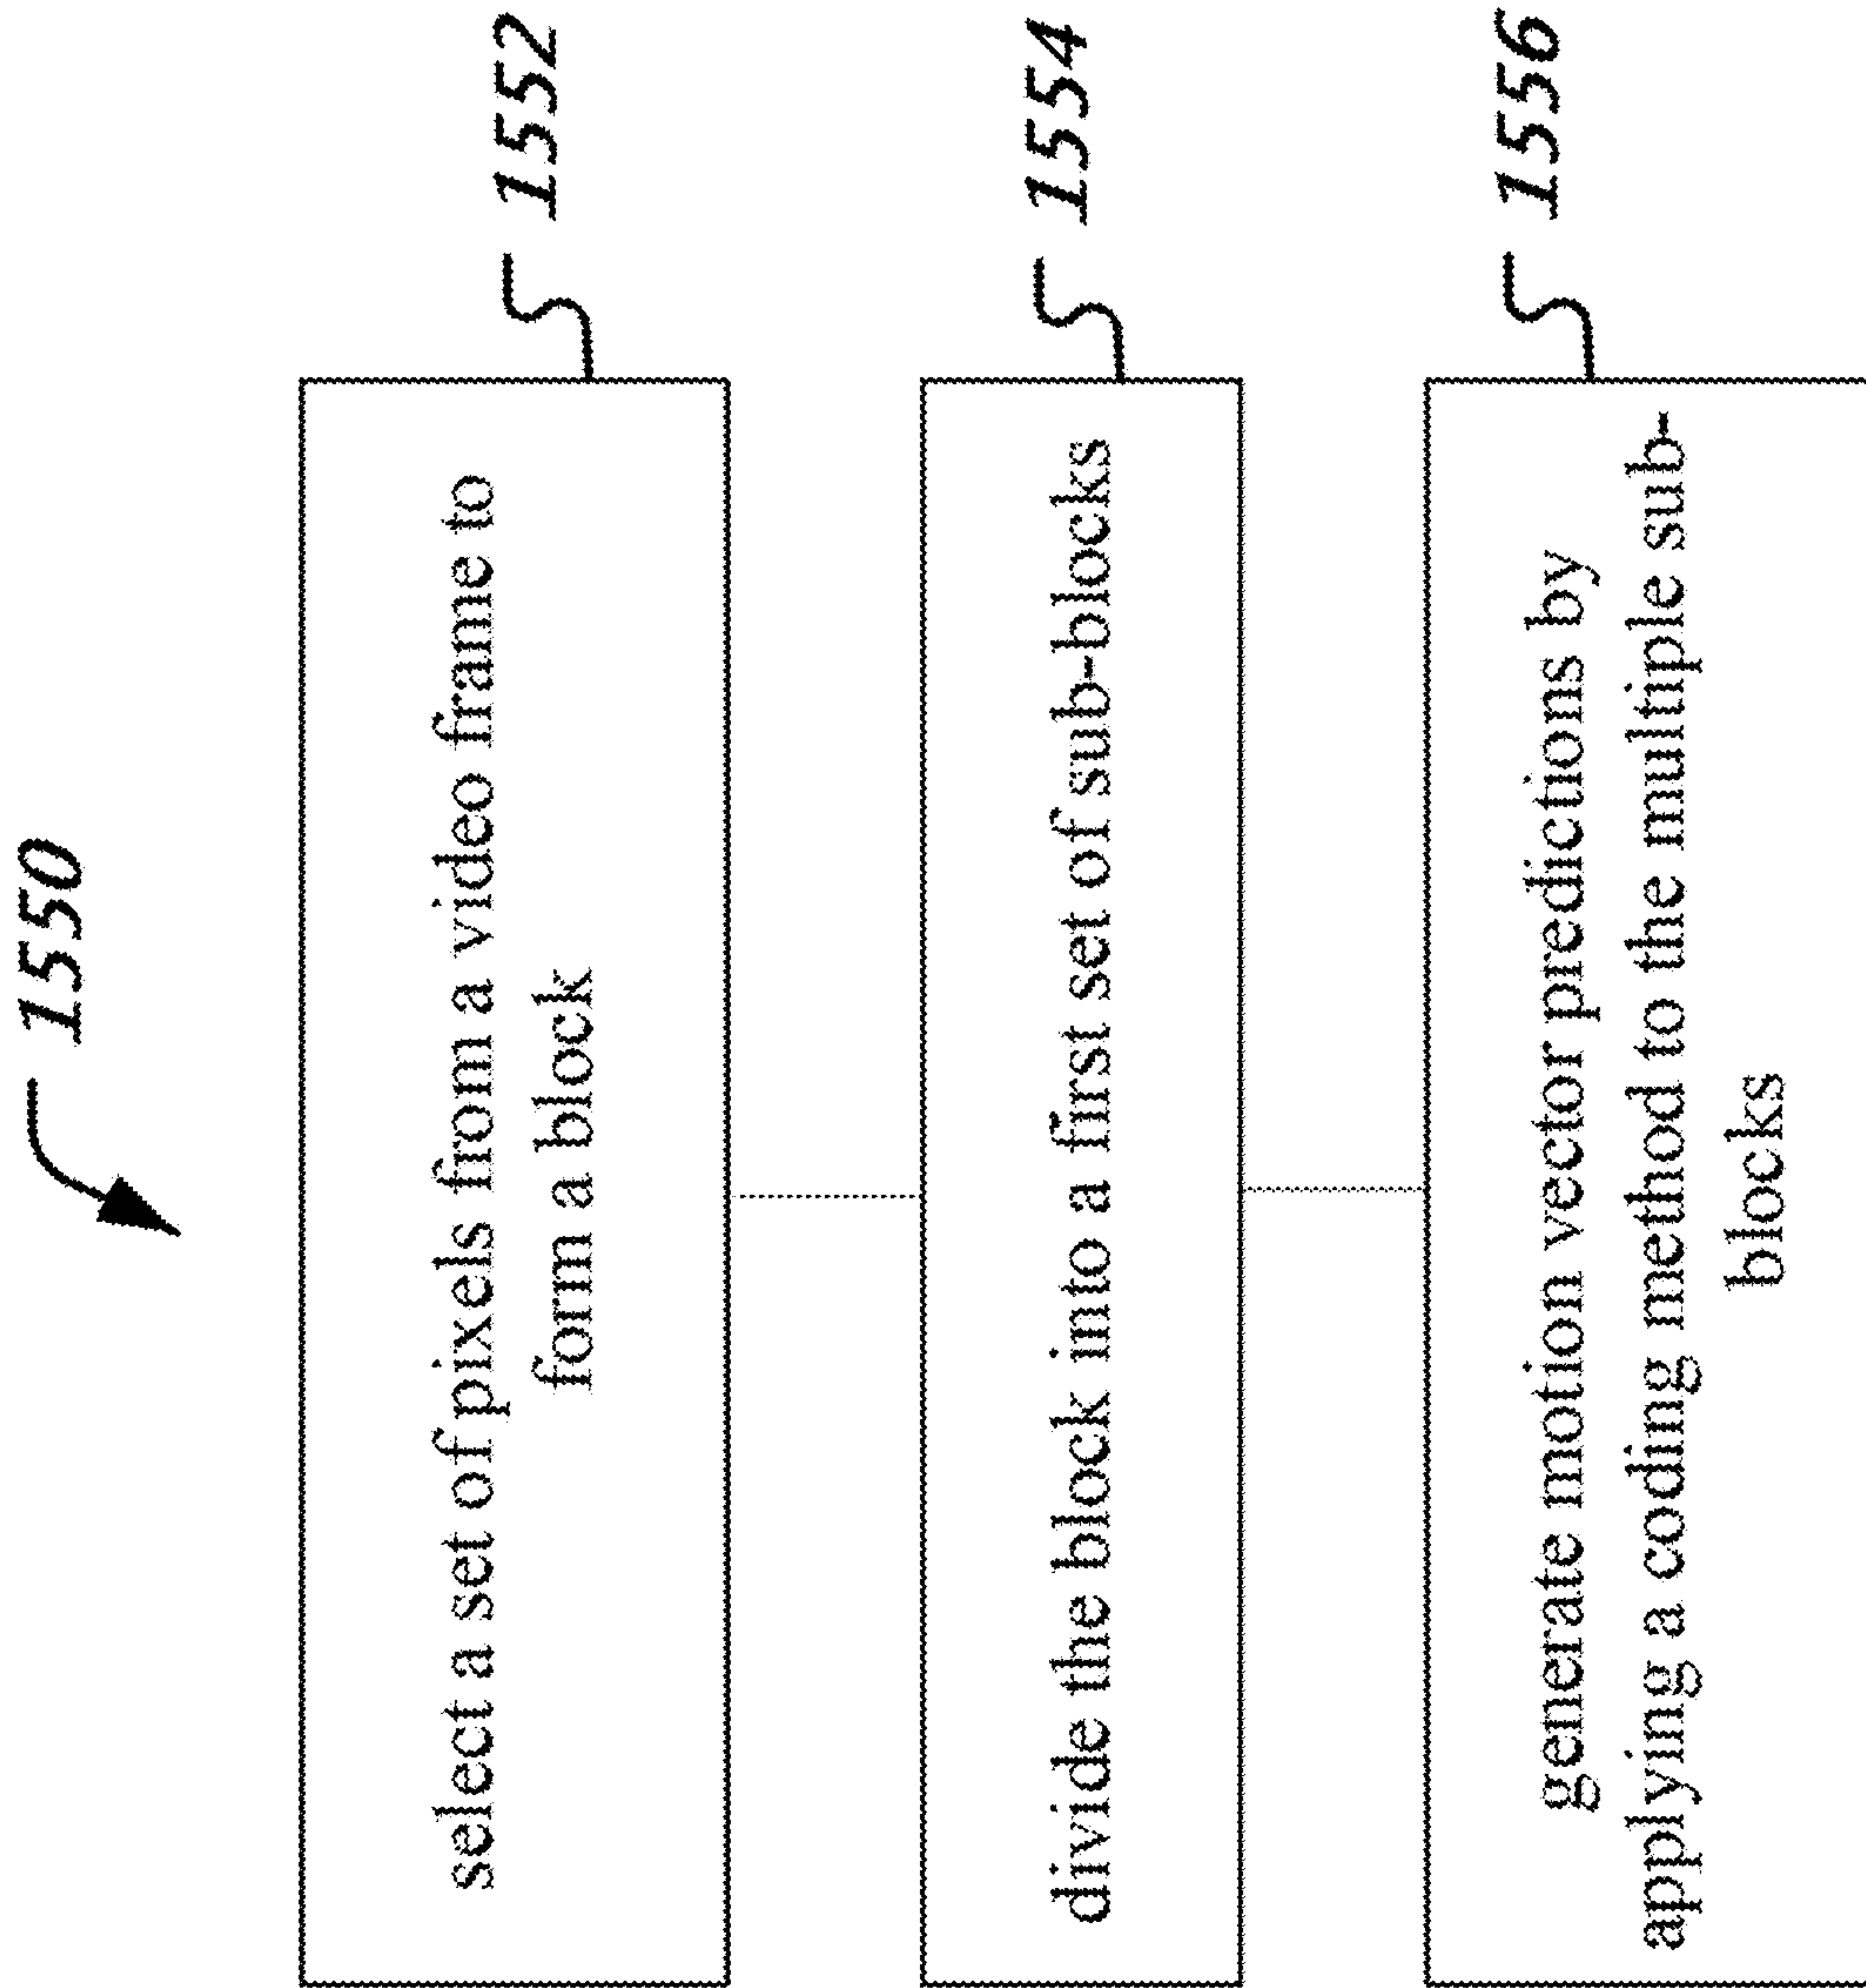 1550
select a set of pixels from a video frame to
form a block
1552
divide the block into a first set of sub-blocks
1554
generate motion vector predictions by
applying a coding method to the multiple sub-
blocks
1556